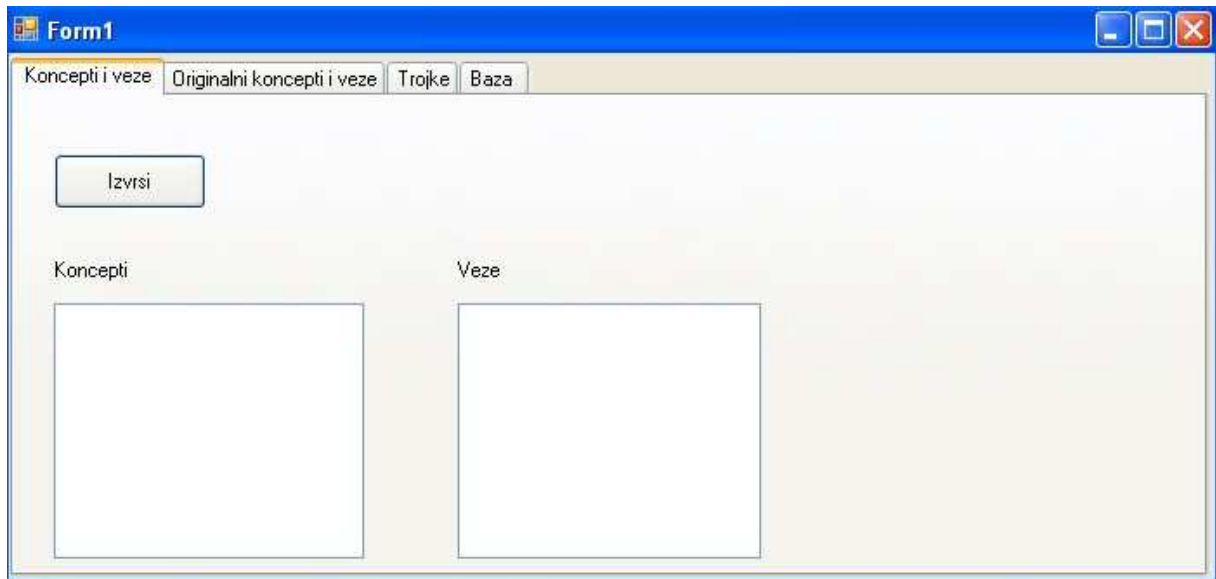 Form1
Koncepti i veze Originalni koncepti i veze Trojke Baza
Izvrsi
Koncepti Veze